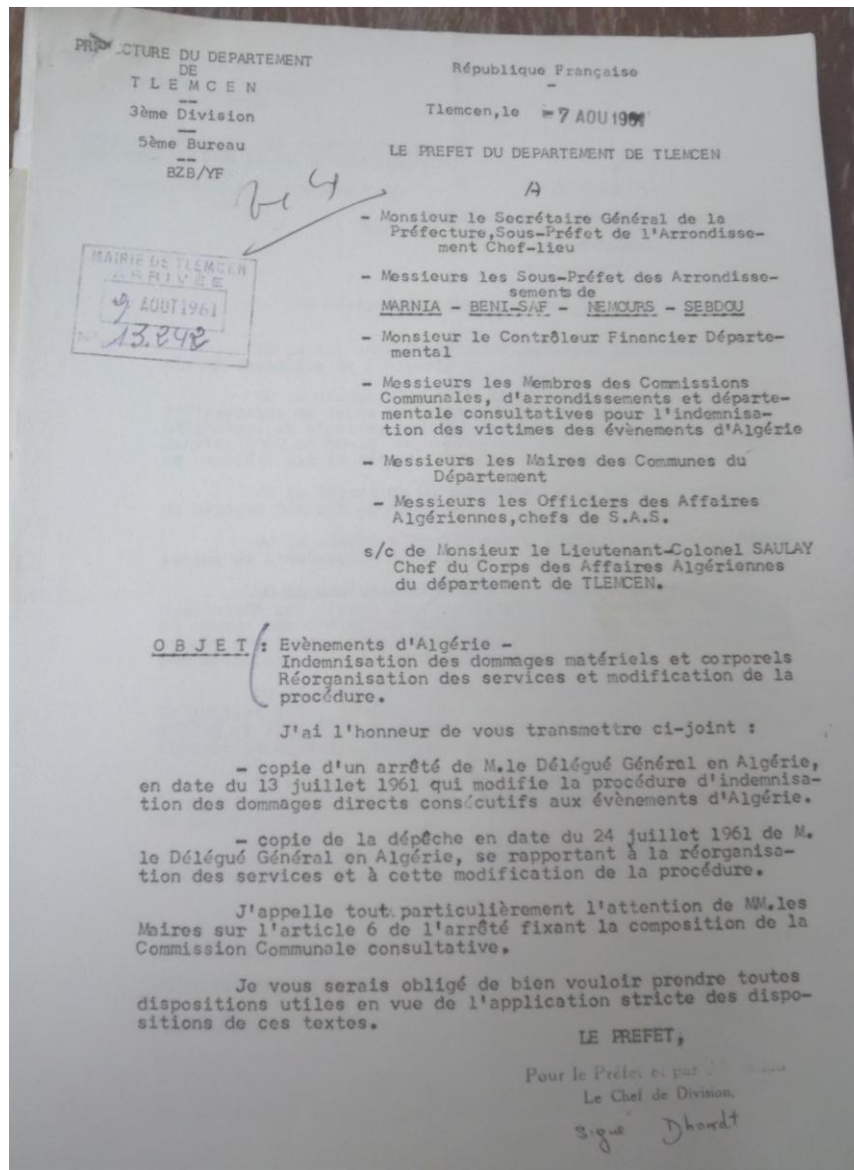 PREFECTURE DU DEPARTEMENT
DE
T L E M C E N
3ème Division
5ème Bureau
BZB/YF
République Française
Tlemcen,le -7 AOU 1961
LE PREFET DU DEPARTEMENT DE TLEMCEN
A
MAIRIE DE TLEMCEN
ARRIVÉE
9 AOUT 1961
N° 13.242
- Monsieur le Secrétaire Général de la
Préfecture,Sous-Préfet de l'Arrondisse-
ment Chef-lieu
- Messieurs les Sous-Préfet des Arrondisse-
sements de
MARNIA - BENI-SAF - NEMOURS - SEBDOU
- Monsieur le Contrôleur Financier Départe-
mental
- Messieurs les Membres des Commissions
Communales, d'arrondissements et départe-
mentale consultatives pour l'indemnisa-
tion des victimes des évènements d'Algérie
- Messieurs les Maires des Communes du
Département
- Messieurs les Officiers des Affaires
Algériennes,chefs de S.A.S.
s/c de Monsieur le Lieutenant-Colonel SAULAY
Chef du Corps des Affaires Algériennes
du département de TLEMCEN.
O B J E T : Evènements d'Algérie -
Indemnisation des dommages matériels et corporels
Réorganisation des services et modification de la
procédure.
J'ai l'honneur de vous transmettre ci-joint :
- copie d'un arrêté de M.le Délégué Général en Algérie,
en date du 13 juillet 1961 qui modifie la procédure d'indemnisa-
tion des dommages directs consécutifs aux évènements d'Algérie.
- copie de la dépêche en date du 24 juillet 1961 de M.
le Délégué Général en Algérie, se rapportant à la réorganisa-
tion des services et à cette modification de la procédure.
J'appelle tout particulièrement l'attention de MM.les
Maires sur l'article 6 de l'arrêté fixant la composition de la
Commission Communale consultative.
Je vous serais obligé de bien vouloir prendre toutes
dispositions utiles en vue de l'application stricte des dispo-
sitions de ces textes.
LE PREFET,
Pour le Préfet et par
Le Chef de Division,
signé Dhondt